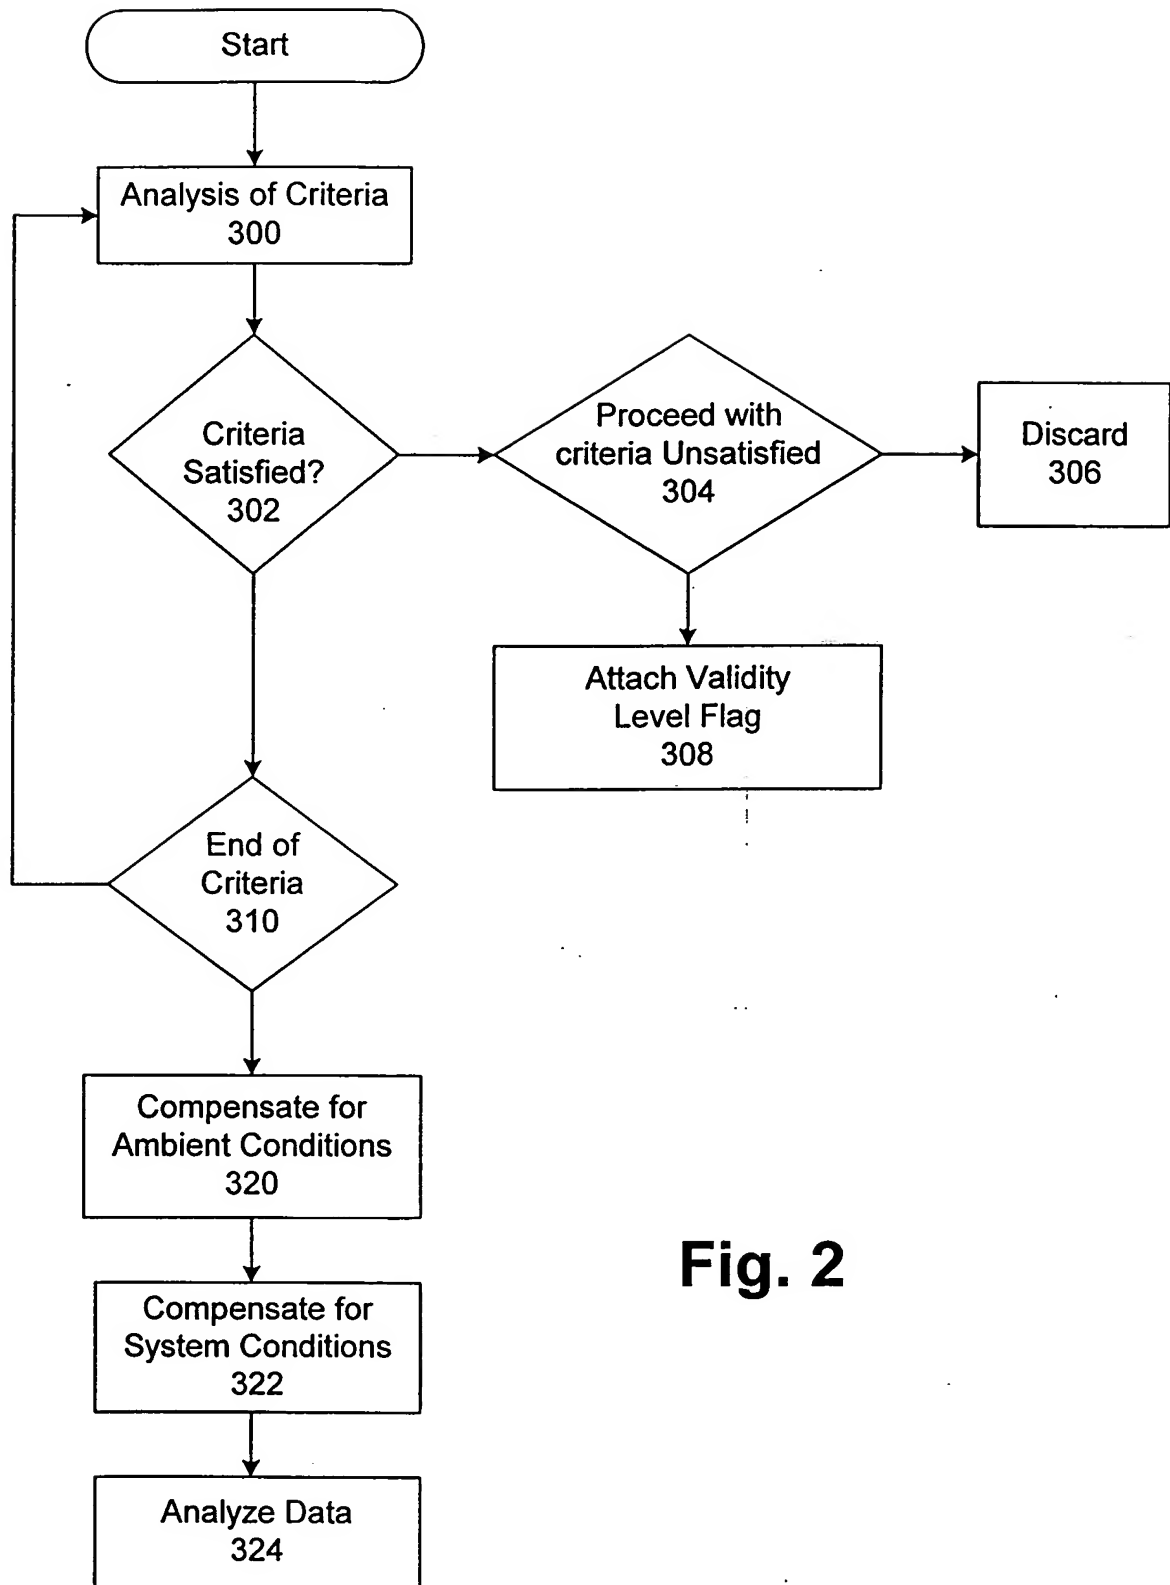 Start
Analysis of Criteria
300
Criteria
Satisfied?
302
Proceed with
criteria Unsatisfied
304
Discard
306
Attach Validity
Level Flag
308
End of
Criteria
310
Compensate for
Ambient Conditions
320
Compensate for
System Conditions
322
Analyze Data
324
Fig. 2